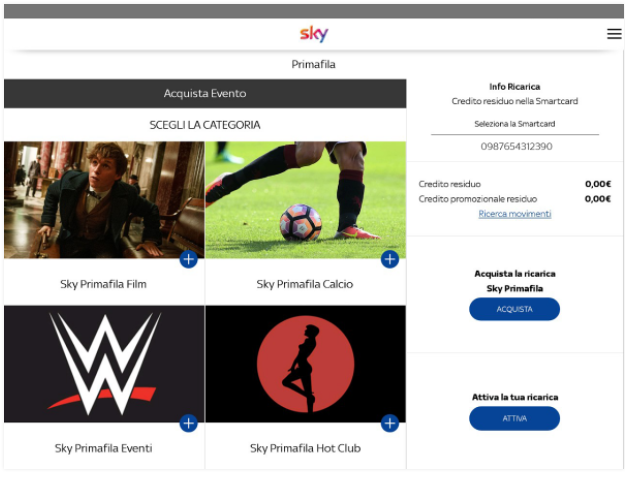 sky
Primafila
Acquista Evento
SCEGLI LA CATEGORIA
Sky Primafila Film
Sky Primafila Calcio
W
Sky Primafila Eventi
Sky Primafila Hot Club
Info Ricarica
Credito residuo nella Smartcard
Seleziona la Smartcard
0987654312390
Credito residuo 0,00€
Credito promozionale residuo 0,00€
Ricerca movimenti
Acquista la ricarica
Sky Primafila
ACQUISTA
Attiva la tua ricarica
ATTIVA